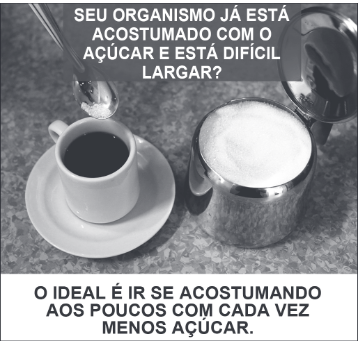 SEU ORGANISMO JÁ ESTÁ
ACOSTUMADO COM O
AÇÚCAR E ESTÁ DIFÍCIL
LARGAR?
O IDEAL É IR SE ACOSTUMANDO
AOS POUCOS COM CADA VEZ
MENOS AÇÚCAR.